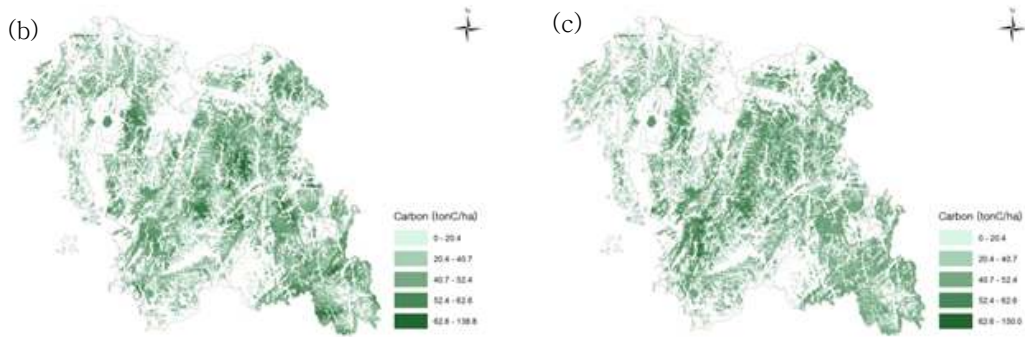 (b)
(c)
Carbon (tonC/ha)
0 - 20.4
20.4 - 40.7
40.7 - 52.4
52.4 - 62.6
62.6 - 138.8
Carbon (tonC/ha)
0 - 20.4
20.4 - 40.7
40.7 - 52.4
52.4 - 62.6
62.6 - 150.0